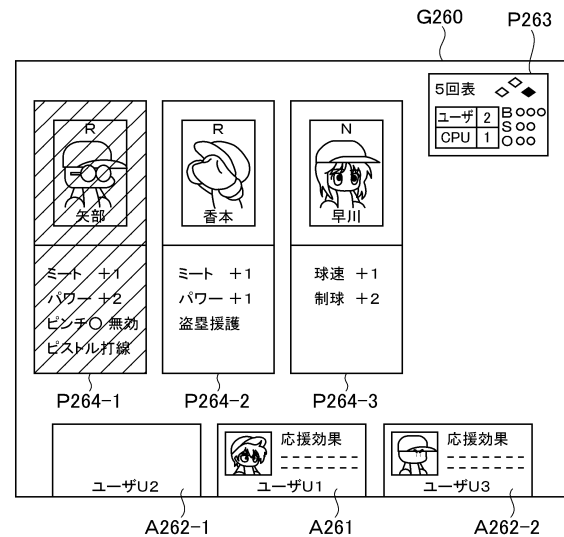 G260
P263
5回表
ユーザ 2
CPU 1
B
S
O
R
矢部
ミート +1
パワー +2
ピンチ〇 無効
ピストル打線
R
香本
ミート +1
パワー +1
盗塁援護
N
早川
球速 +1
制球 +2
P264-1
P264-2
P264-3
ユーザU2
応援効果
ユーザU1
応援効果
ユーザU3
A262-1
A261
A262-2